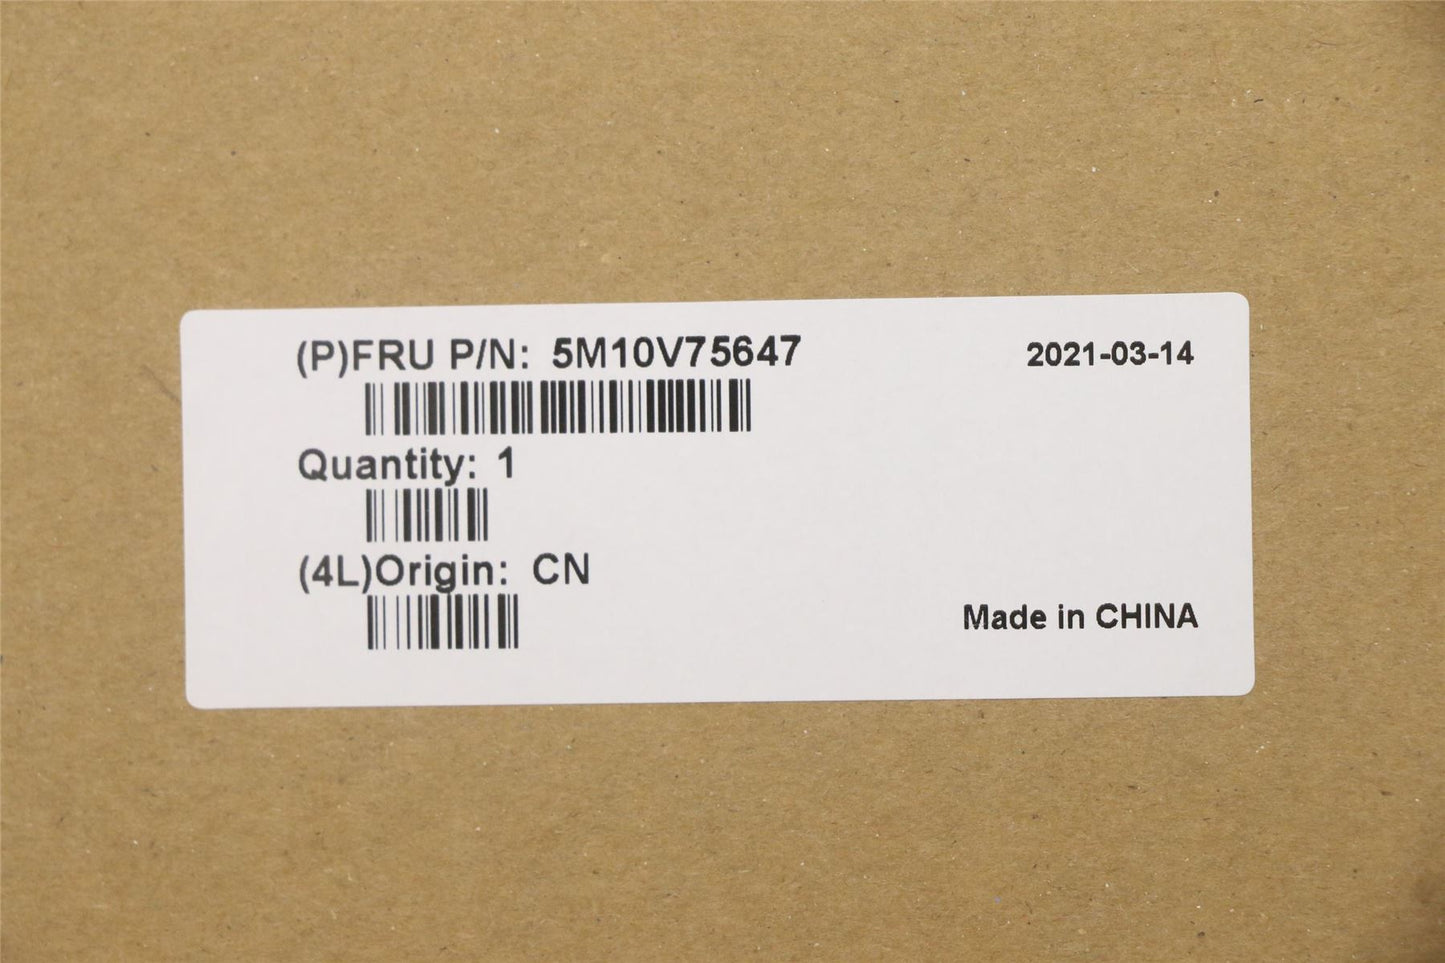 (P)FRU P/N: 5M10V75647
2021-03-14
Quantity: 1
(4L)Origin: CN
Made in CHINA